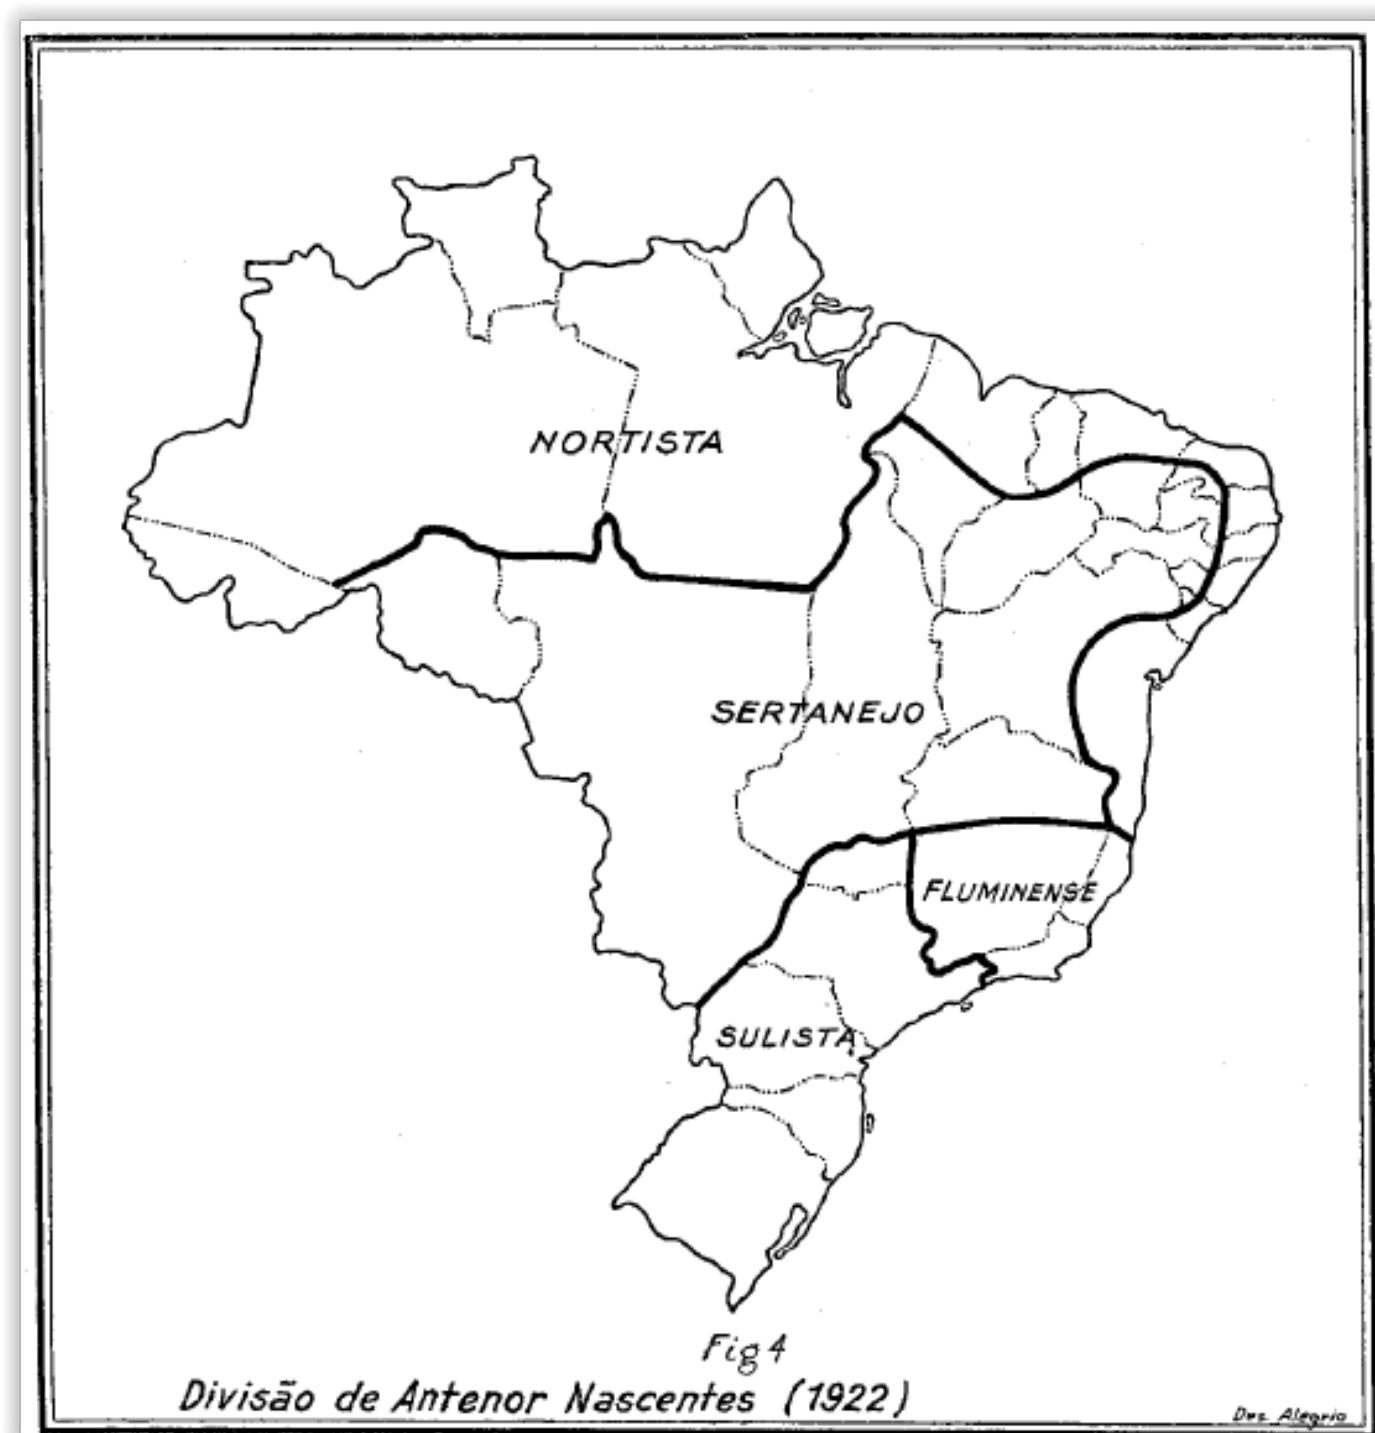 NORTISTA
SERTANEJO
FLUMINENSE
SULISTA
Fig 4
Divisão de Antenor Nascentes (1922)
Des. Alegria